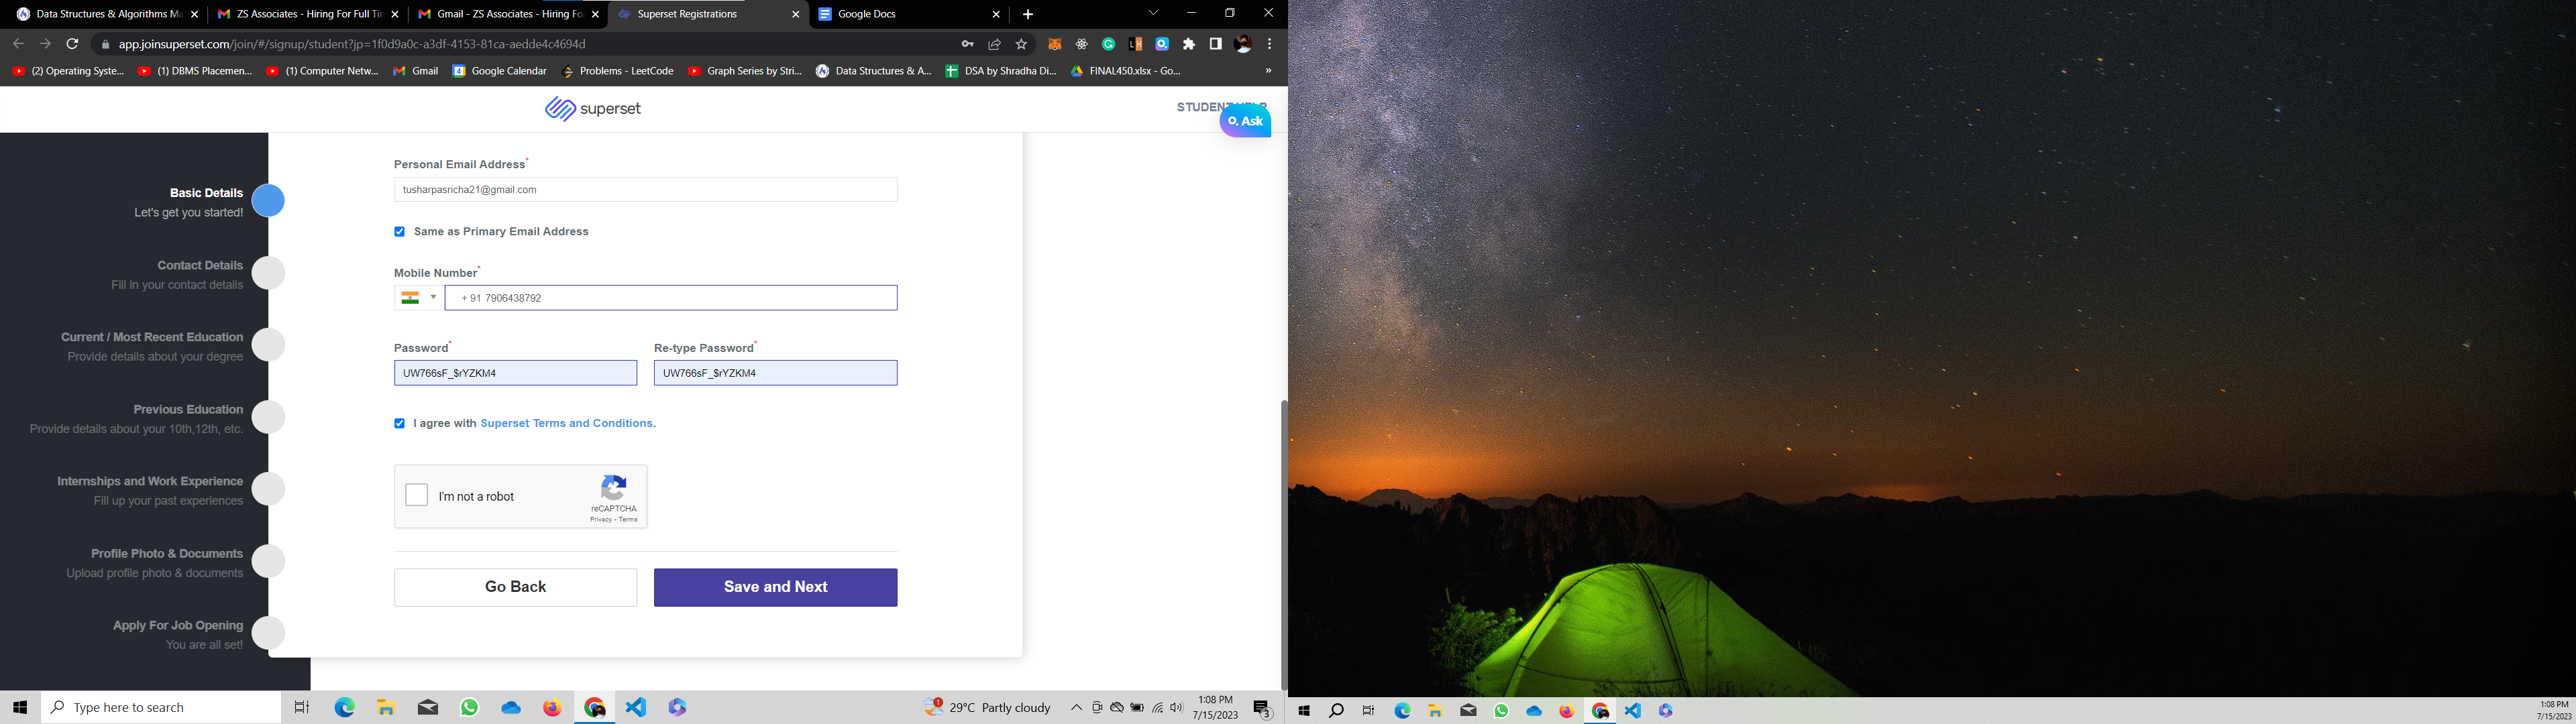 Data Structures & Algorithms Ma
ZS Associates - Hiring For Full Tim
Gmail - ZS Associates - Hiring Fo
Superset Registrations
Google Docs
app.joinsuperset.com/join/#/signup/student?jp=1f0d9a0c-a3df-4153-81ca-aedde4c4694d
(2) Operating Syste...
(1) DBMS Placemen...
(1) Computer Netw...
Gmail
Google Calendar
Problems - LeetCode
Graph Series by Stri...
Data Structures & A...
DSA by Shradha Di...
FINAL450.xlsx - Go...
»
superset
STUDENT HELP
Ask
Basic Details
Let's get you started!
Contact Details
Fill in your contact details
Current / Most Recent Education
Provide details about your degree
Previous Education
Provide details about your 10th,12th, etc.
Internships and Work Experience
Fill up your past experiences
Profile Photo & Documents
Upload profile photo & documents
Apply For Job Opening
You are all set!
Personal Email Address*
tusharpasricha21@gmail.com
Same as Primary Email Address
Mobile Number*
+ 91 7906438792
Password*
Re-type Password*
UW766sF_$rYZKM4
UW766sF_$rYZKM4
I agree with Superset Terms and Conditions.
I'm not a robot
reCAPTCHA
Privacy - Terms
Go Back
Save and Next
Type here to search
1
29°C Partly cloudy
1:08 PM
7/15/2023
3
1:08 PM
7/15/2023